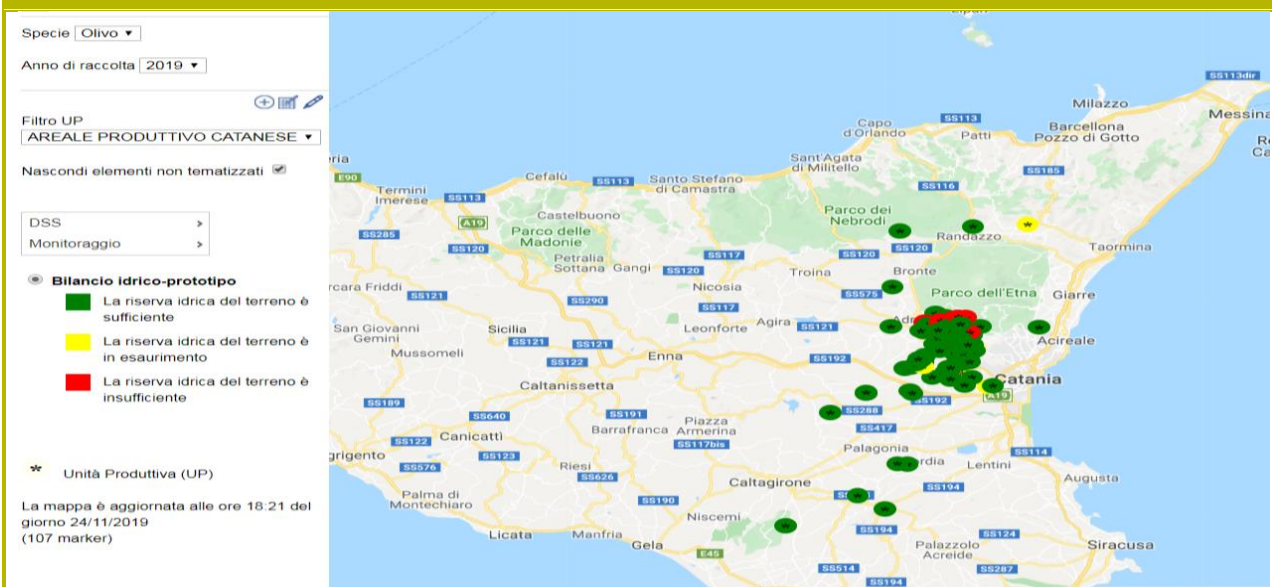 Specie Olivo ▼
Anno di raccolta 2019 ▼
Filtro UP
AREALE PRODUTTIVO CATANESE ▼
Nascondi elementi non tematizzati
DSS >
Monitoraggio >
Bilancio idrico-prototipo
La riserva idrica del terreno è
sufficiente
La riserva idrica del terreno è
in esaurimento
La riserva idrica del terreno è
insufficiente
* Unità Produttiva (UP)
La mappa è aggiornata alle ore 18:21 del
giorno 24/11/2019
(107 marker)
SS113dir
Milazzo
Messina
Capo
d'Orlando
SS113
Patti
Barcellona
Pozzo di Gotto
Sant'Agata
di Militello
SS185
E90
Cefalù
SS113
Santo Stefano
di Camastra
SS116
Termini
Imerese
SS113
A19
Castelbuono
Parco dei
Nebrodi
SS285
Parco delle
Madonie
SS120
Randazzo
Taormina
SS120
SS117
SS120
Petralia
Sottana
Gangi
SS120
Troina
Bronte
Nicosia
SS575
Parco dell'Etna
Giarre
rcara Friddi
SS121
SS290
SS117
San Giovanni
Gemini
Sicilia
Leonforte
Agira
SS121
SS121
SS121
Acireale
Mussomeli
Enna
SS192
SS122
Caltanissetta
Catania
A19
SS192
SS189
SS640
SS191
SS288
Piazza
Armerina
Barrafranca
SS417
SS122
Canicattì
SS117bis
Palagonia
SS114
grigento
SS123
SS576
Riesi
SS626
Lentini
Caltagirone
SS194
Augusta
Palma di
Montechiaro
SS190
Niscemi
SS194
SS124
Licata
Manfria
Gela
E45
Palazzolo
Acreide
Siracusa
SS514
SS287
SS194